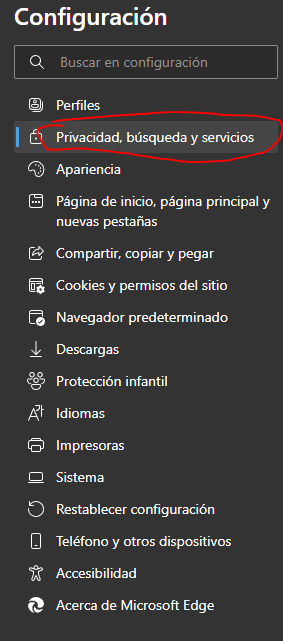 Configuración
Buscar en configuración
Perfiles
Privacidad, búsqueda y servicios
Apariencia
Página de inicio, página principal y
nuevas pestañas
Compartir, copiar y pegar
Cookies y permisos del sitio
Navegador predeterminado
Descargas
Protección infantil
Idiomas
Impresoras
Sistema
Restablecer configuración
Teléfono y otros dispositivos
Accesibilidad
Acerca de Microsoft Edge